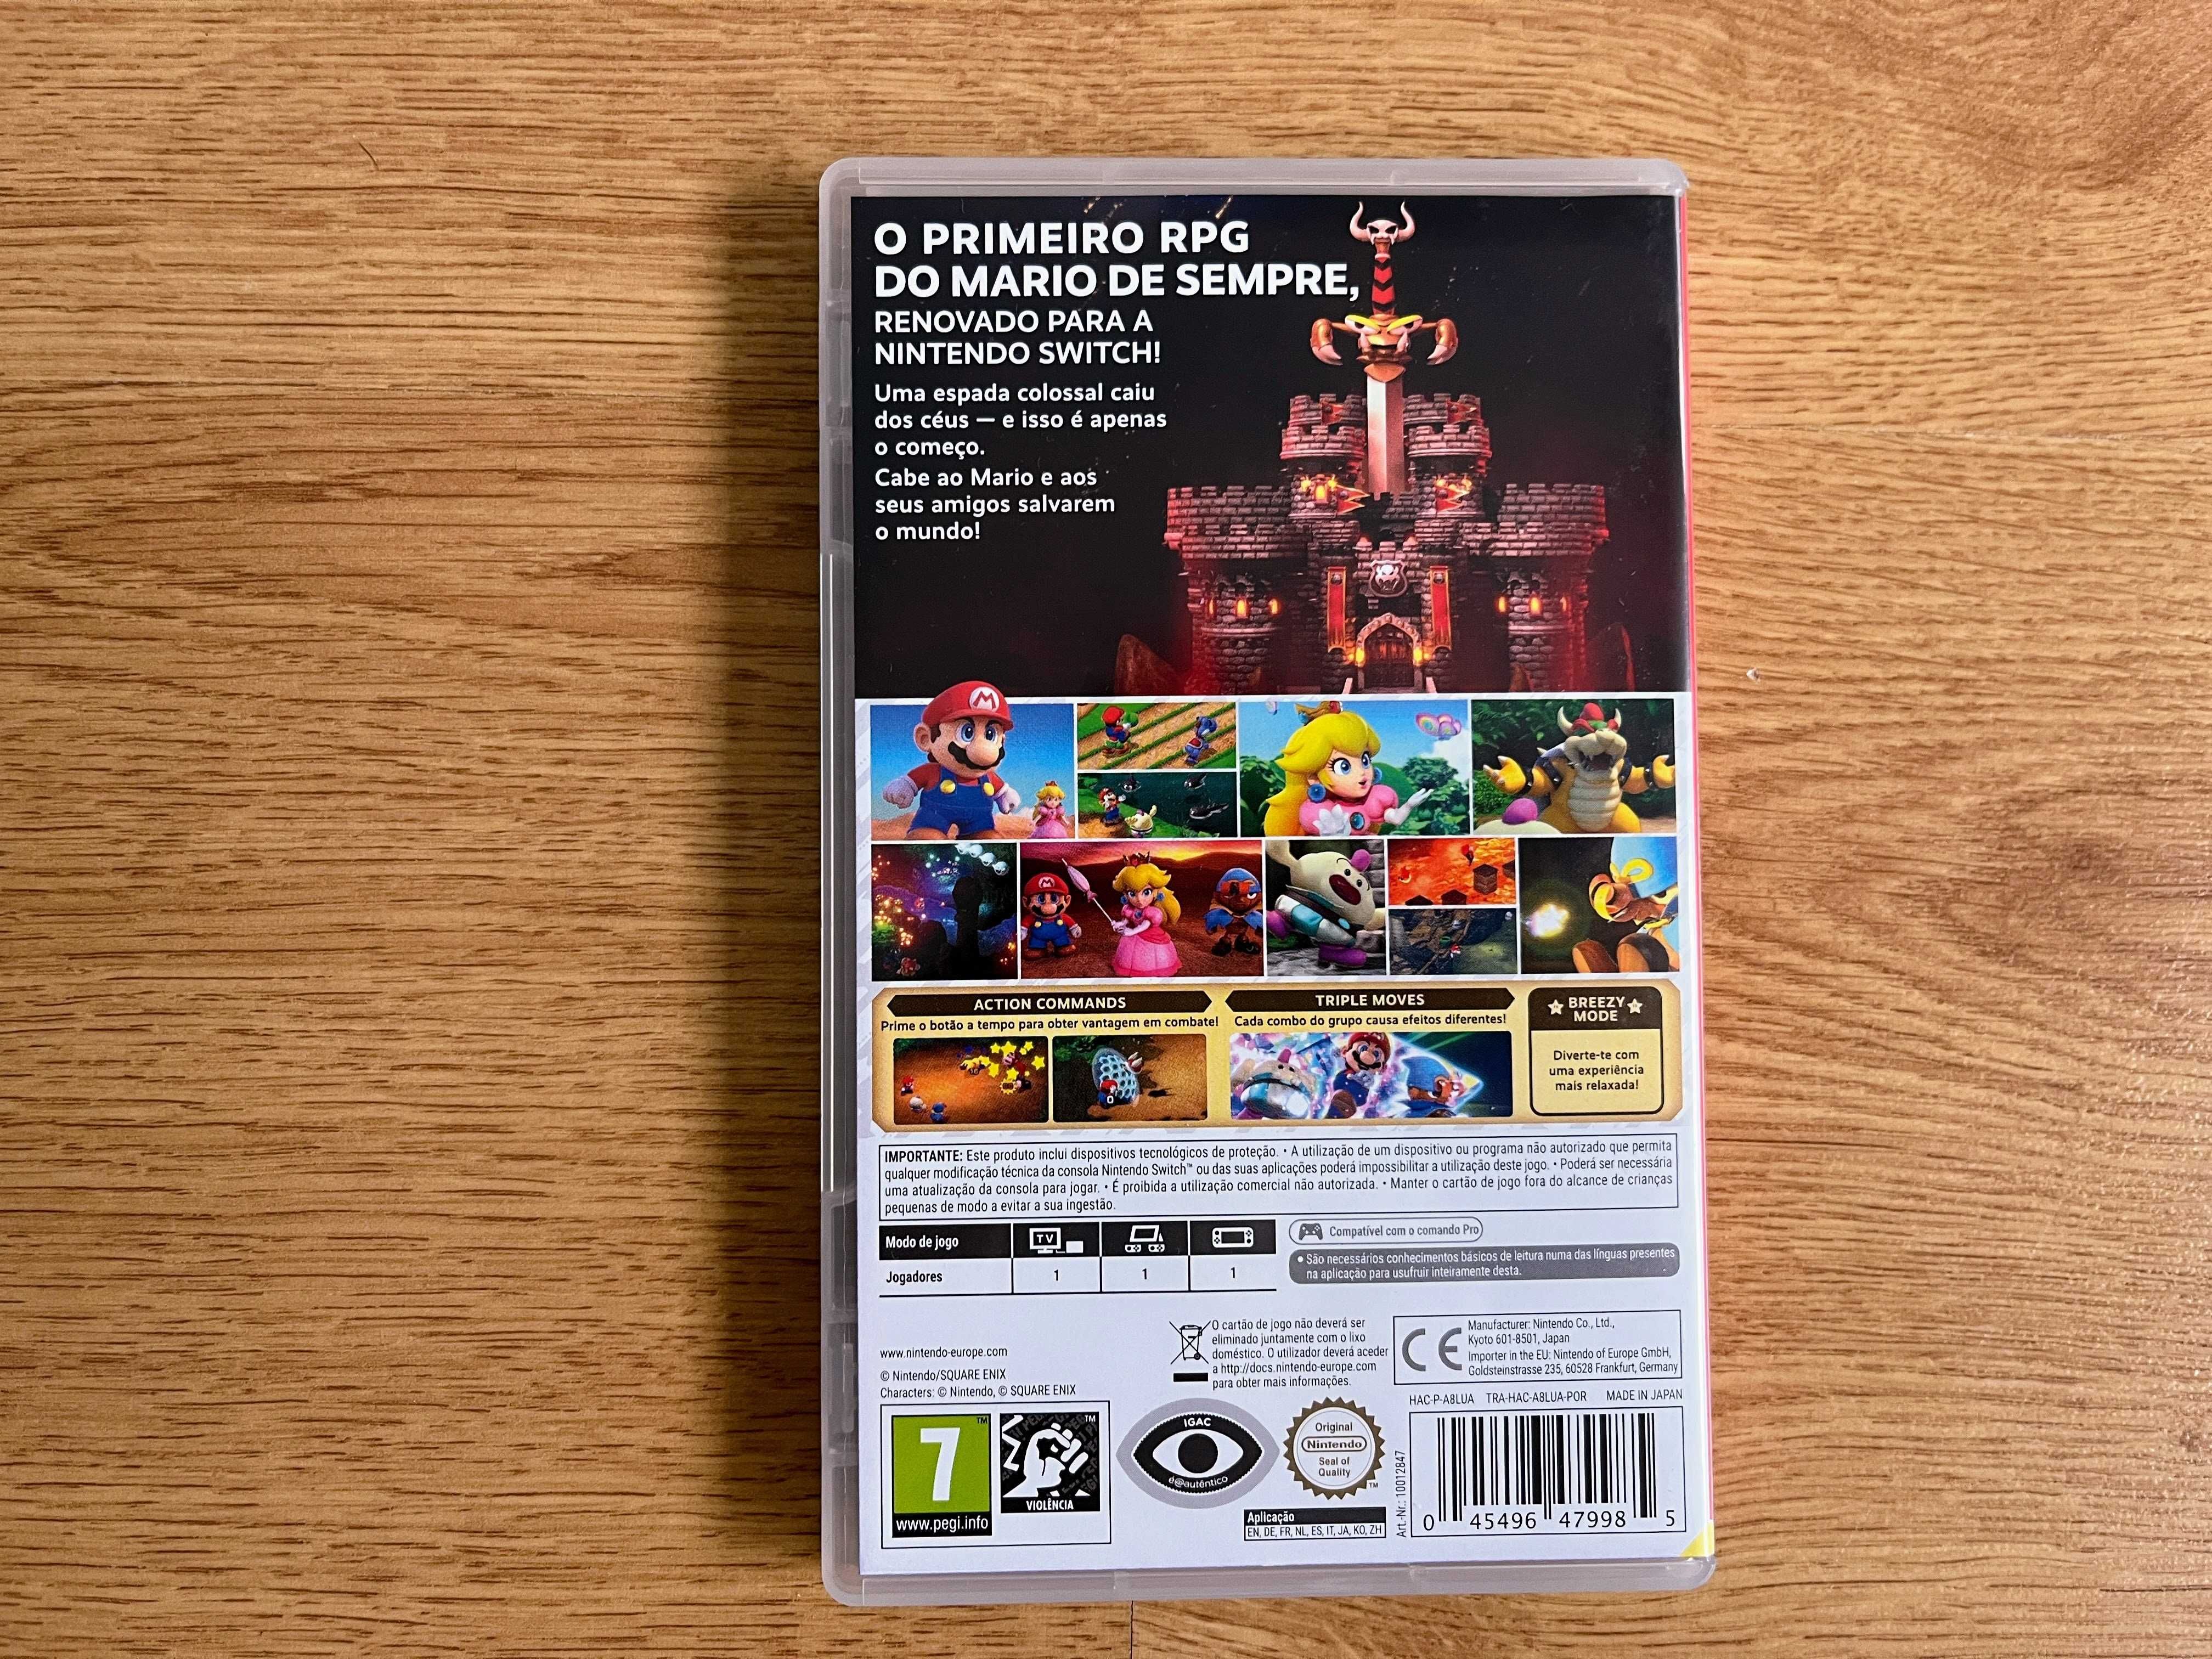 O PRIMEIRO RPG
DO MARIO DE SEMPRE,
RENOVADO PARA A
NINTENDO SWITCH!
Uma espada colossal caiu
dos céus — e isso é apenas
o começo.
Cabe ao Mario e aos
seus amigos salvarem
o mundo!
ACTION COMMANDS
Prime o botão a tempo para obter vantagem em combate!
TRIPLE MOVES
Cada combo do grupo causa efeitos diferentes!
BREEZY
MODE
Diverte-te com
uma experiência
mais relaxada!
IMPORTANTE: Este produto inclui dispositivos tecnológicos de proteção. • A utilização de um dispositivo ou programa não autorizado que permita
qualquer modificação técnica da consola Nintendo Switch™ ou das suas aplicações poderá impossibilitar a utilização deste jogo. • Poderá ser necessária
uma atualização da consola para jogar. • É proibida a utilização comercial não autorizada. • Manter o cartão de jogo fora do alcance de crianças
pequenas de modo a evitar a sua ingestão.
Modo de jogo TV
Jogadores 1 1 1
Compatível com o comando Pro
• São necessários conhecimentos básicos de leitura numa das línguas presentes
na aplicação para usufruir inteiramente desta.
www.nintendo-europe.com
© Nintendo/SQUARE ENIX
Characters: © Nintendo, © SQUARE ENIX
O cartão de jogo não deverá ser
eliminado juntamente com o lixo
doméstico. O utilizador deverá aceder
a http://docs.nintendo-europe.com
para obter mais informações.
CE
Manufacturer: Nintendo Co., Ltd.,
Kyoto 601-8501, Japan
Importer in the EU: Nintendo of Europe GmbH,
Goldsteinstrasse 235, 60528 Frankfurt, Germany
HAC-P-A8LUA TRA-HAC-A8LUA-POR MADE IN JAPAN
7™
www.pegi.info
™
VIOLÊNCIA
IGAC
é@autêntico
Original
Nintendo
Seal of
Quality
™
Aplicação
EN, DE, FR, NL, ES, IT, JA, KO, ZH
Art.-Nr.: 10012847
0 45496 47998 5